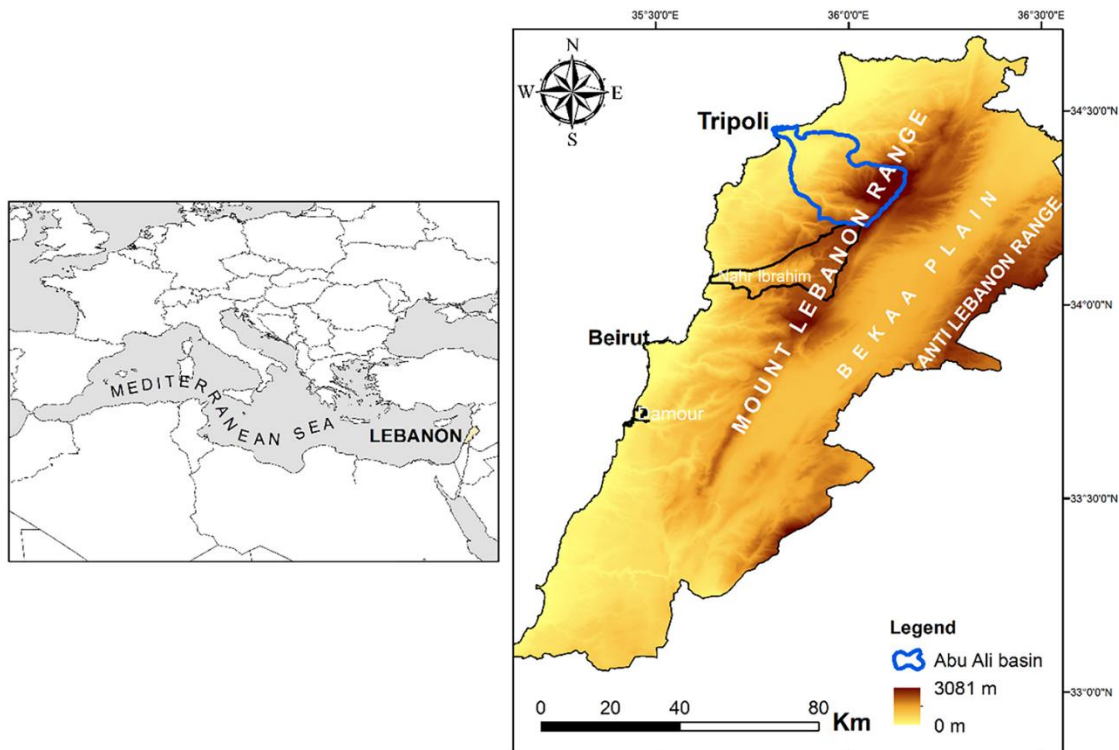 MEDITERRANEAN SEA
LEBANON
35°30'0"E
36°0'0"E
36°30'0"E
N
W
E
S
Tripoli
34°30'0"N
MOUNT LEBANON RANGE
BEKAA PLAIN
ANTI LEBANON RANGE
Nahr Ibrahim
34°0'0"N
Beirut
Damour
33°30'0"N
Legend
Abu Ali basin
3081 m
0 m
33°0'0"N
0 20 40 80
Km